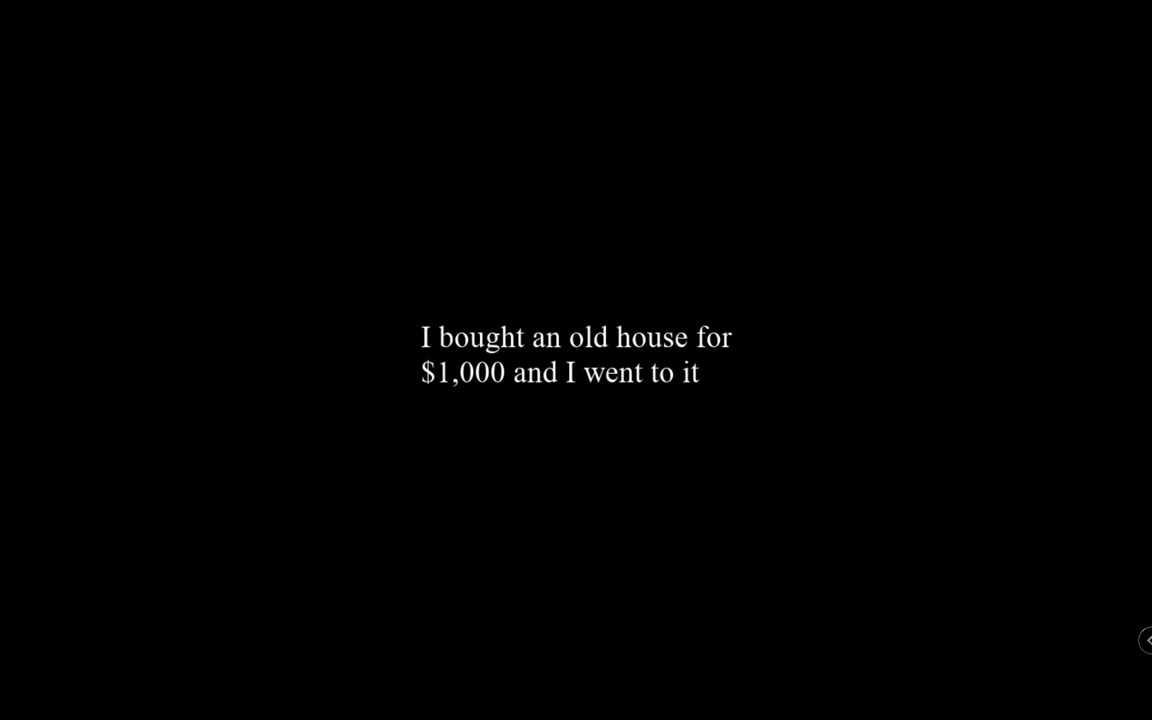 I bought an old house for
$1,000 and I went to it